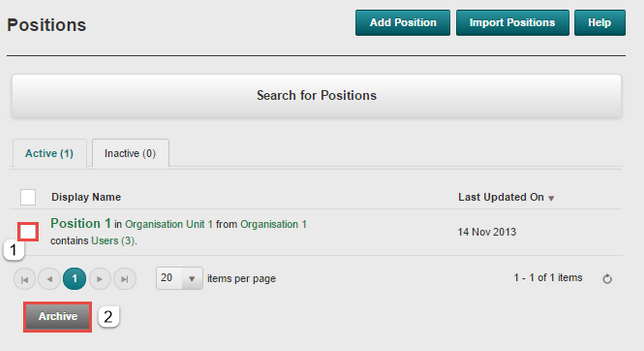 Positions
Add Position
Import Positions
Help
Search for Positions
Active (1)
Inactive (0)
Display Name
Last Updated On
Position 1 in Organisation Unit 1 from Organisation 1
contains Users (3).
14 Nov 2013
1
1
20
items per page
1 - 1 of 1 items
Archive
2